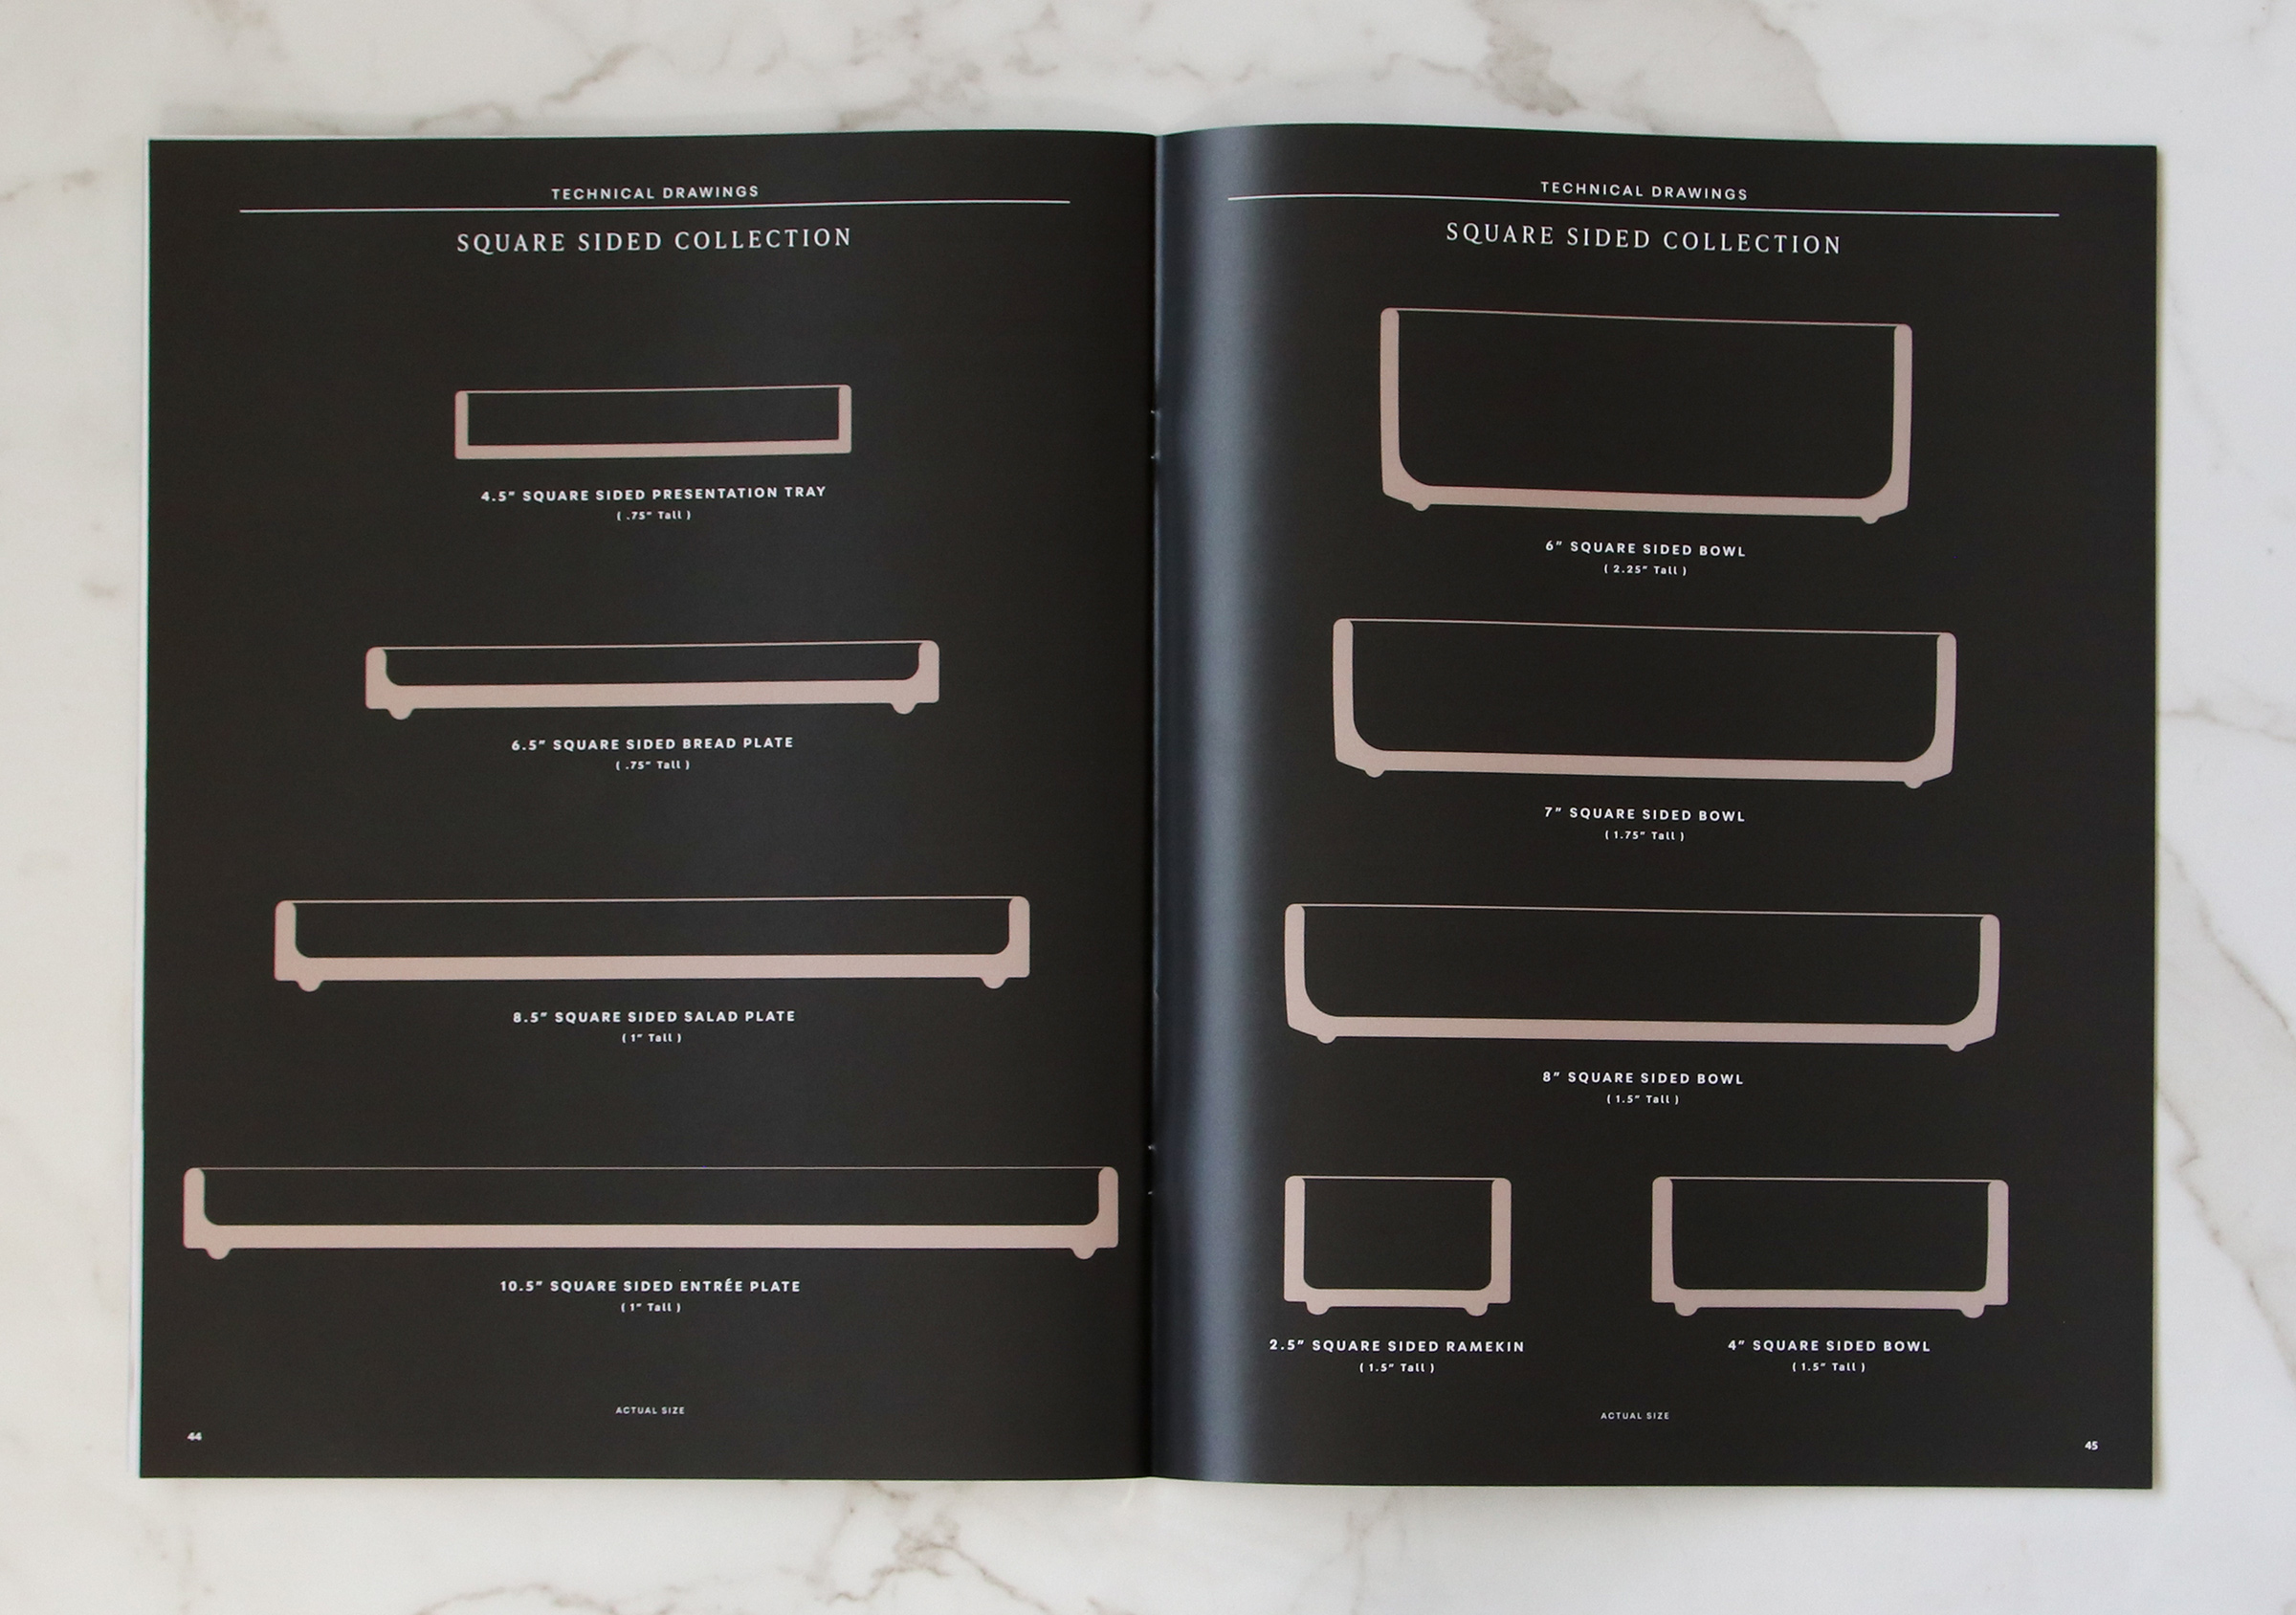 TECHNICAL DRAWINGS
SQUARE SIDED COLLECTION
4.5" SQUARE SIDED PRESENTATION TRAY
( .75" Tall )
6.5" SQUARE SIDED BREAD PLATE
( .75" Tall )
8.5" SQUARE SIDED SALAD PLATE
( 1" Tall )
10.5" SQUARE SIDED ENTRÉE PLATE
( 1" Tall )
ACTUAL SIZE
44
TECHNICAL DRAWINGS
SQUARE SIDED COLLECTION
6" SQUARE SIDED BOWL
( 2.25" Tall )
7" SQUARE SIDED BOWL
( 1.75" Tall )
8" SQUARE SIDED BOWL
( 1.5" Tall )
2.5" SQUARE SIDED RAMEKIN
( 1.5" Tall )
4" SQUARE SIDED BOWL
( 1.5" Tall )
ACTUAL SIZE
45